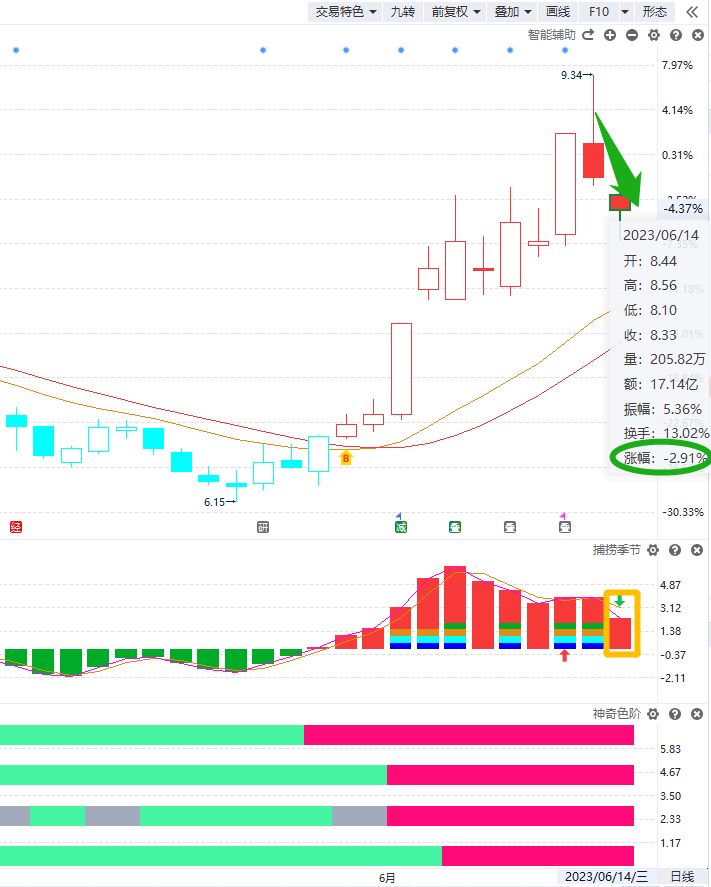 交易特色 九转 前复权 叠加 画线 F10 形态
智能辅助
7.97%
9.34
4.14%
0.31%
-4.37%
2023/06/14
开: 8.44
高: 8.56
低: 8.10
收: 8.33
量: 205.82万
额: 17.14亿
振幅: 5.36%
换手: 13.02%
涨幅: -2.91%
B
6.15
-30.33%
经 研 减
捕捞季节
4.87
3.12
1.38
-0.37
-2.11
神奇色阶
5.83
4.67
3.50
2.33
1.17
6月 2023/06/14/三 日线